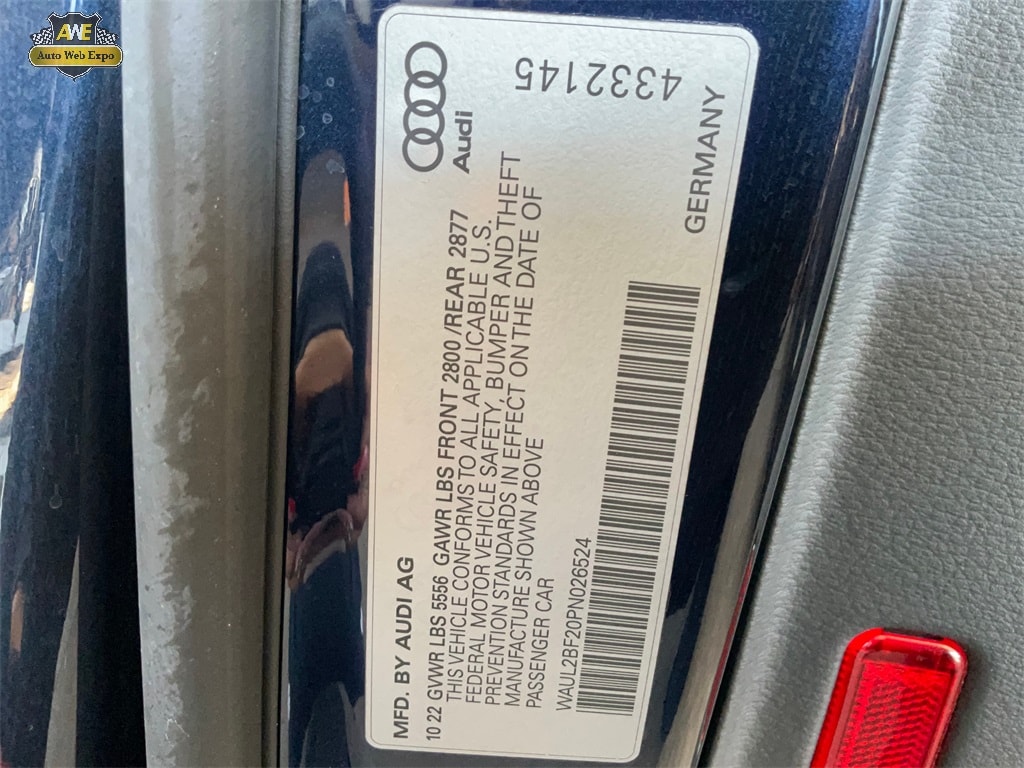 AWE
Auto Web Expo
Audi
4332145
MFD. BY AUDI AG
10 22 GVWR LBS 5556 GAWR LBS FRONT 2800 /REAR 2877
THIS VEHICLE CONFORMS TO ALL APPLICABLE U.S.
FEDERAL MOTOR VEHICLE SAFETY, BUMPER AND THEFT
PREVENTION STANDARDS IN EFFECT ON THE DATE OF
MANUFACTURE SHOWN ABOVE
PASSENGER CAR
WAUL2BF20PN026524
GERMANY